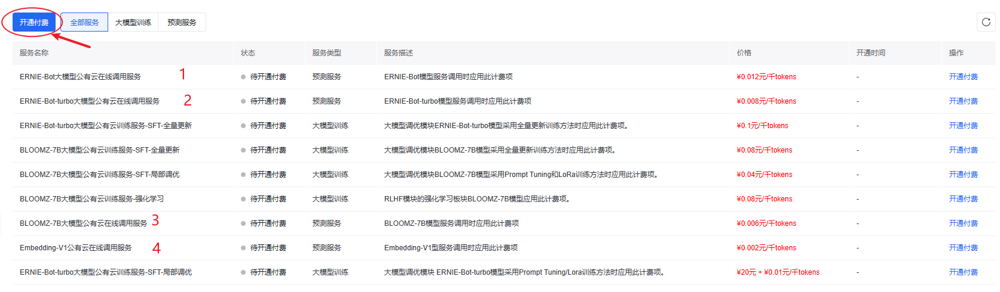 开通付费 全部服务 大模型训练 预测服务
服务名称 状态 服务类型 服务描述 价格 开通时间 操作
ERNIE-Bot大模型公有云在线调用服务 1 待开通付费 预测服务 ERNIE-Bot模型服务调用时应用此计费项 ¥0.012元/千tokens - 开通付费
ERNIE-Bot-turbo大模型公有云在线调用服务 2 待开通付费 预测服务 ERNIE-Bot-turbo模型服务调用时应用此计费项 ¥0.008元/千tokens - 开通付费
ERNIE-Bot-turbo大模型公有云训练服务-SFT-全量更新 待开通付费 大模型训练 大模型调优模块ERNIE-Bot-turbo模型采用全量更新训练方法时应用此计费项。 ¥0.1元/千tokens - 开通付费
BLOOMZ-7B大模型公有云训练服务-SFT-全量更新 待开通付费 大模型训练 大模型调优模块BLOOMZ-7B模型采用全量更新训练方法时应用此计费项。 ¥0.08元/千tokens - 开通付费
BLOOMZ-7B大模型公有云训练服务-SFT-局部调优 待开通付费 大模型训练 大模型调优模块BLOOMZ-7B模型采用Prompt Tuning和LoRa训练方法时应用此计费项。 ¥0.04元/千tokens - 开通付费
BLOOMZ-7B大模型公有云训练服务-强化学习 待开通付费 大模型训练 RLHF模块的强化学习板块BLOOMZ-7B模型应用此计费项。 ¥0.08元/千tokens - 开通付费
BLOOMZ-7B大模型公有云在线调用服务 3 待开通付费 预测服务 BLOOMZ-7B模型服务调用时应用此计费项 ¥0.006元/千tokens - 开通付费
Embedding-V1公有云在线调用服务 4 待开通付费 预测服务 Embedding-V1型服务调用时应用此计费项 ¥0.002元/千tokens - 开通付费
ERNIE-Bot-turbo大模型公有云训练服务-SFT-局部调优 待开通付费 大模型训练 大模型调优模块 ERNIE-Bot-turbo模型采用Prompt Tuning/Lora训练方法时应用此计费项。 ¥20元 + ¥0.01元/千tokens - 开通付费